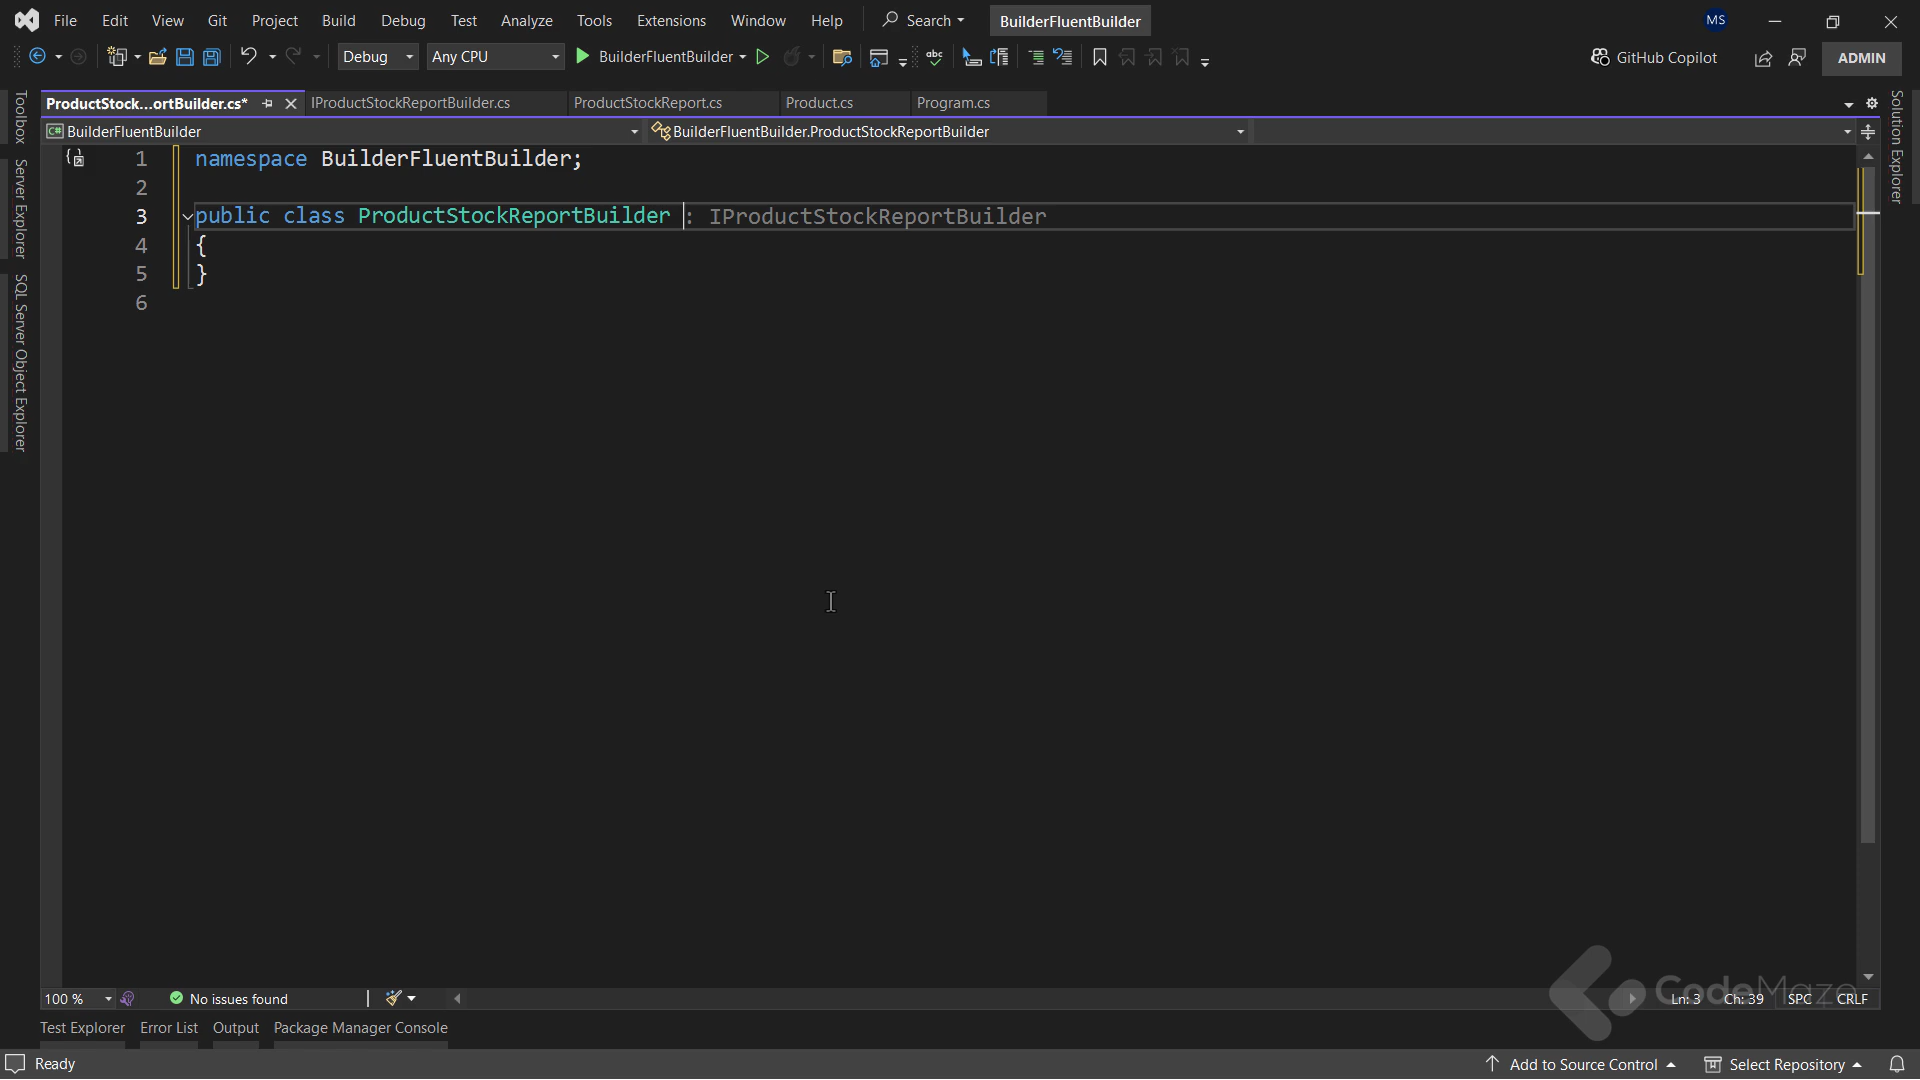 File Edit View Git Project Build Debug Test Analyze Tools Extensions Window Help Search BuilderFluentBuilder MS
Debug Any CPU BuilderFluentBuilder abc GitHub Copilot ADMIN
ProductStock...ortBuilder.cs* IProductStockReportBuilder.cs ProductStockReport.cs Product.cs Program.cs
C# BuilderFluentBuilder BuilderFluentBuilder.ProductStockReportBuilder
1 namespace BuilderFluentBuilder;
2
3 public class ProductStockReportBuilder : IProductStockReportBuilder
4 {
5 }
6
Toolbox
Server Explorer
SQL Server Object Explorer
Solution Explorer
100 % No issues found Ln: 3 Ch: 39 SPC CRLF
CodeMaze
Test Explorer Error List Output Package Manager Console
Ready Add to Source Control Select Repository